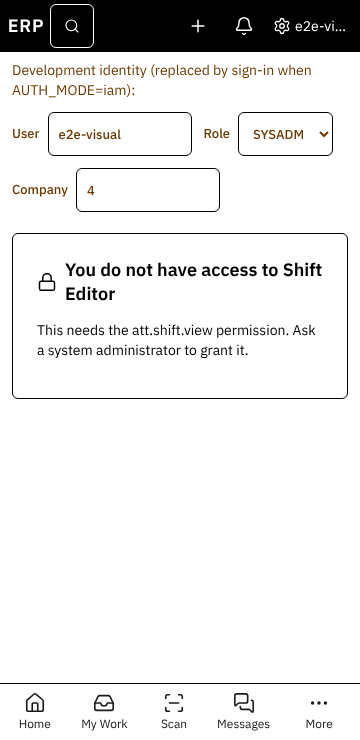 ERP
e2e-vi...
Development identity (replaced by sign-in when
AUTH_MODE=iam):
User e2e-visual Role SYSADM
Company 4
You do not have access to Shift
Editor
This needs the att.shift.view permission. Ask
a system administrator to grant it.
Home My Work Scan Messages More